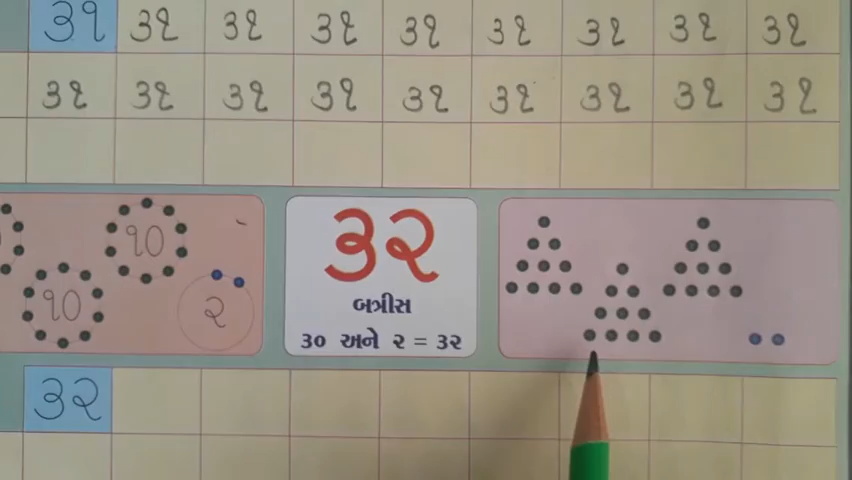 ૩૧ ૩૨ ૩૨ ૩૨ ૩૨ ૩૨ ૩૨ ૩૨ ૩૨
૩૨ ૩૨ ૩૨ ૩૨ ૩૨ ૩૨ ૩૨ ૩૨ ૩૨
૧૦
૧૦ ૨
૩૨
બત્રીસ
૩૦ અને ૨ = ૩૨
૩૨